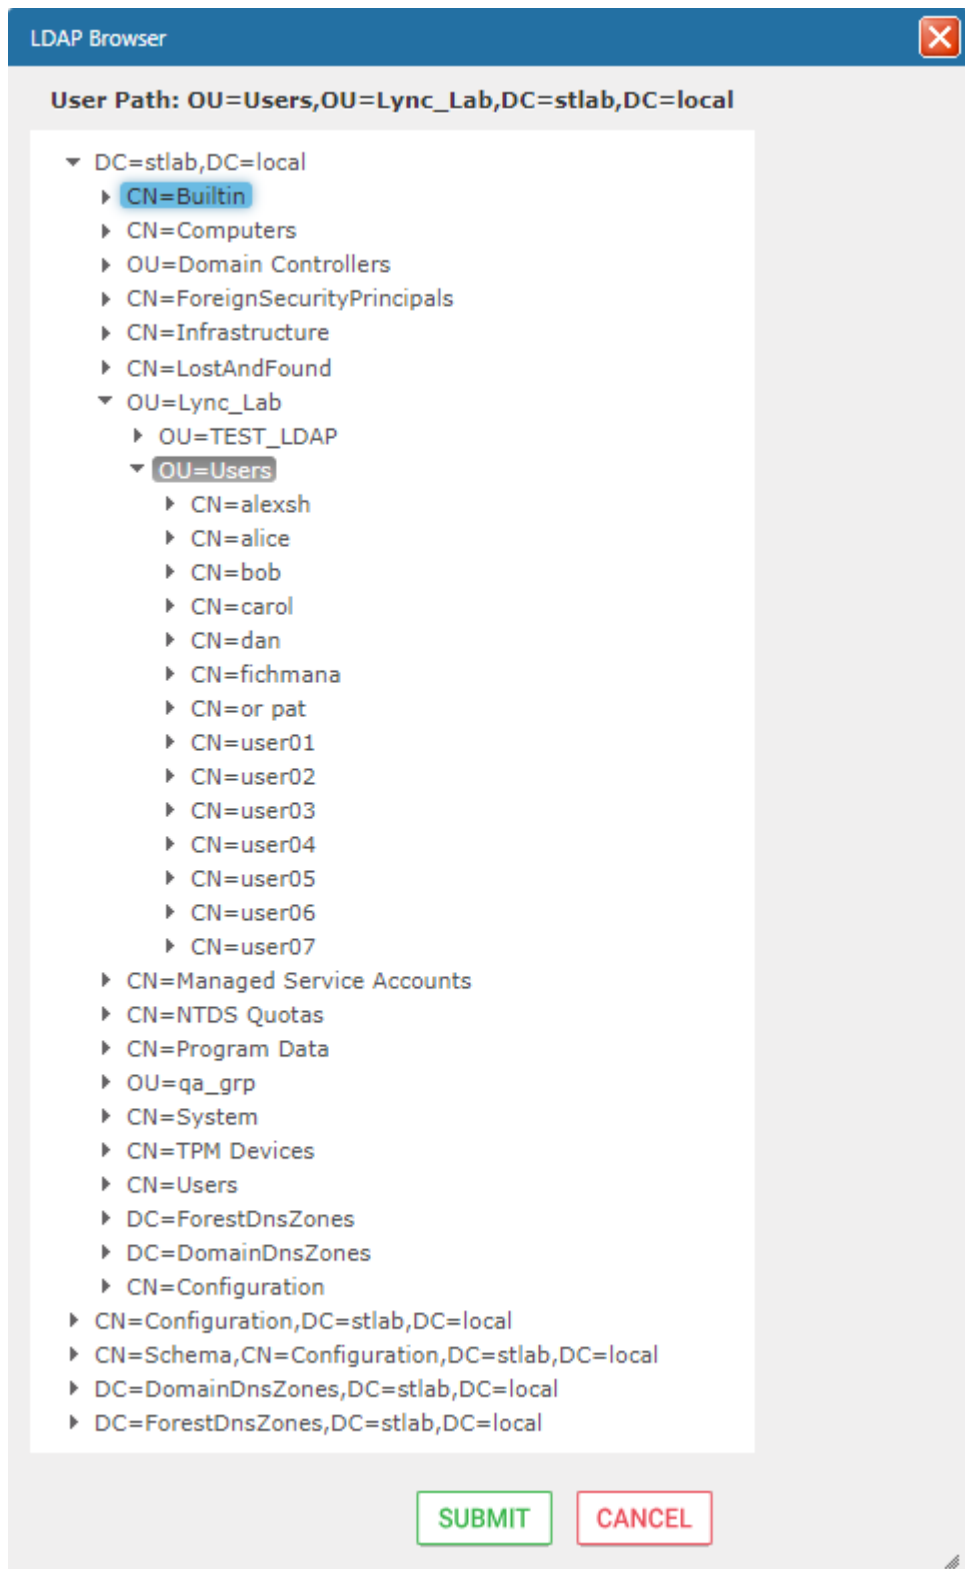 LDAP Browser
User Path: OU=Users,OU=Lync_Lab,DC=stlab,DC=local
DC=stlab,DC=local
CN=Builtin
CN=Computers
OU=Domain Controllers
CN=ForeignSecurityPrincipals
CN=Infrastructure
CN=LostAndFound
OU=Lync_Lab
OU=TEST_LDAP
OU=Users
CN=alexsh
CN=alice
CN=bob
CN=carol
CN=dan
CN=fichmana
CN=or pat
CN=user01
CN=user02
CN=user03
CN=user04
CN=user05
CN=user06
CN=user07
CN=Managed Service Accounts
CN=NTDS Quotas
CN=Program Data
OU=qa_grp
CN=System
CN=TPM Devices
CN=Users
DC=ForestDnsZones
DC=DomainDnsZones
CN=Configuration
CN=Configuration,DC=stlab,DC=local
CN=Schema,CN=Configuration,DC=stlab,DC=local
DC=DomainDnsZones,DC=stlab,DC=local
DC=ForestDnsZones,DC=stlab,DC=local
SUBMIT CANCEL